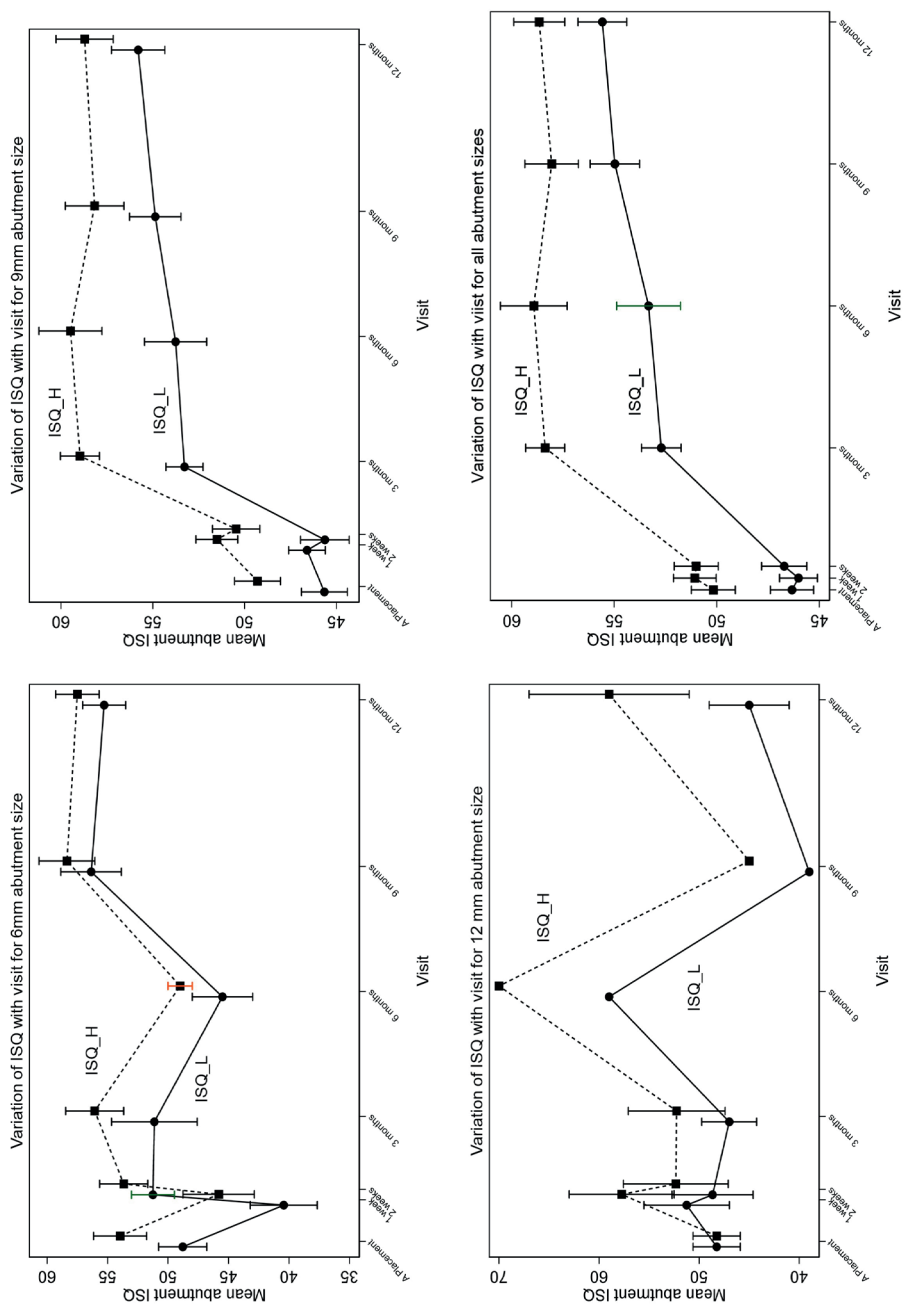 Variation of ISQ with visit for 6mm abutment size
Mean abutment ISQ
60
55
50
45
40
35
ISQ_H
ISQ_L
A Placement
1 week
2 weeks
3 months
6 months
9 months
12 months
Visit
Variation of ISQ with visit for 9mm abutment size
Mean abutment ISQ
60
55
50
45
ISQ_H
ISQ_L
A Placement
1 week
2 weeks
3 months
6 months
9 months
12 months
Visit
Variation of ISQ with visit for 12 mm abutment size
Mean abutment ISQ
70
60
50
40
ISQ_H
ISQ_L
A Placement
1 week
2 weeks
3 months
6 months
9 months
12 months
Visit
Variation of ISQ with viist for all abutment sizes
Mean abutment ISQ
60
55
50
45
ISQ_H
ISQ_L
A Placement
1 week
2 weeks
3 months
6 months
9 months
12 months
Visit